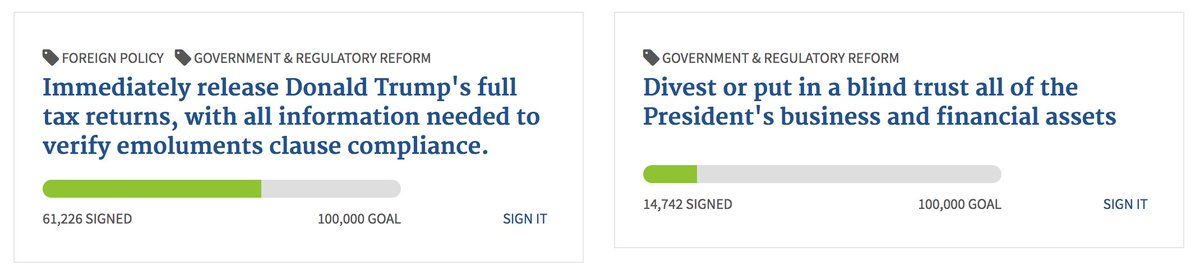 FOREIGN POLICY GOVERNMENT & REGULATORY REFORM
Immediately release Donald Trump's full
tax returns, with all information needed to
verify emoluments clause compliance.
61,226 SIGNED 100,000 GOAL SIGN IT
GOVERNMENT & REGULATORY REFORM
Divest or put in a blind trust all of the
President's business and financial assets
14,742 SIGNED 100,000 GOAL SIGN IT